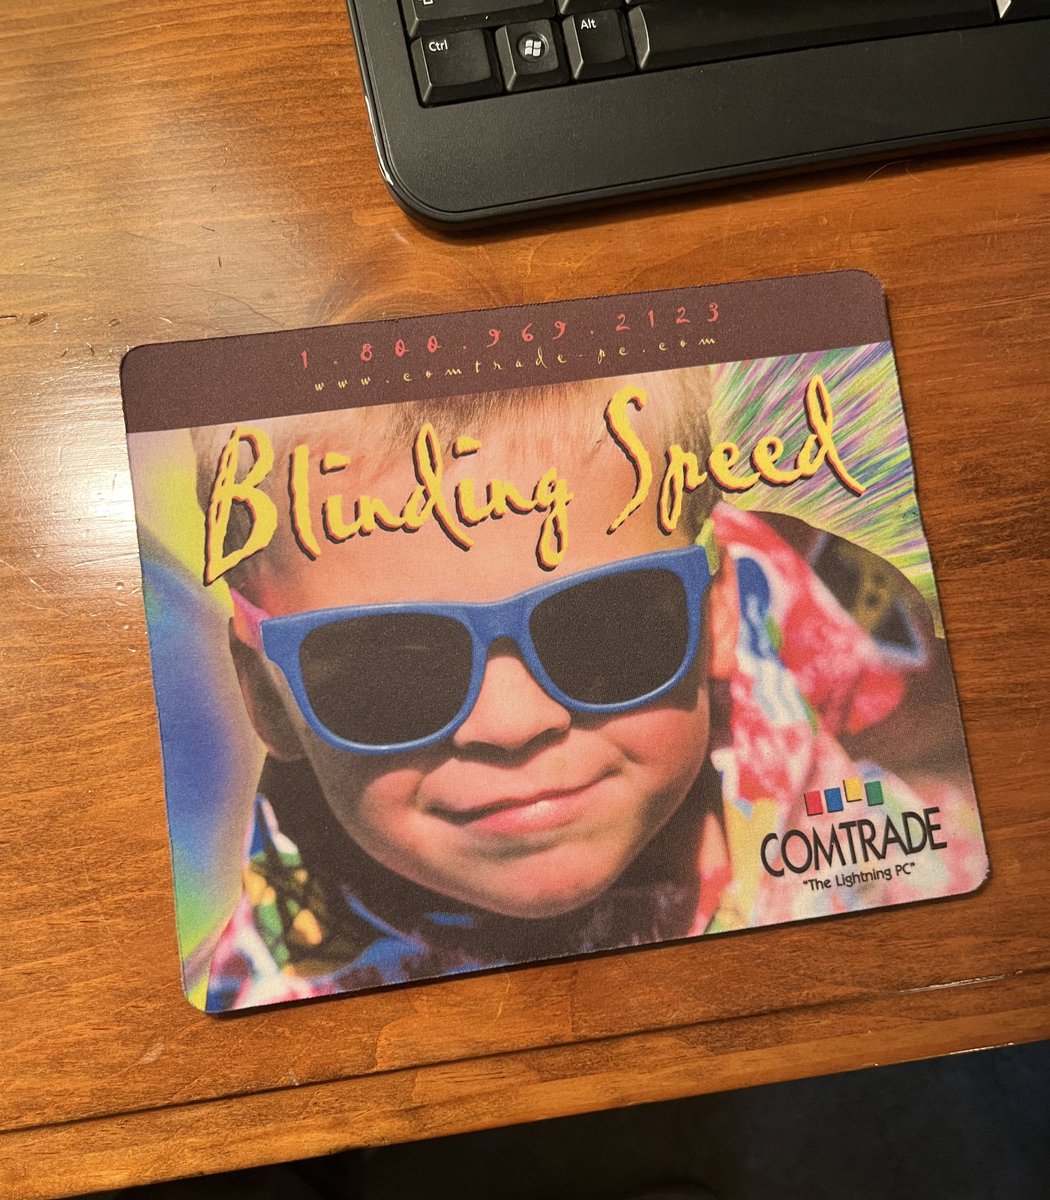 Ctrl
Alt
1.800.969.2123
www.comtrade-pc.com
Blinding Speed
COMTRADE
"The Lightning PC"